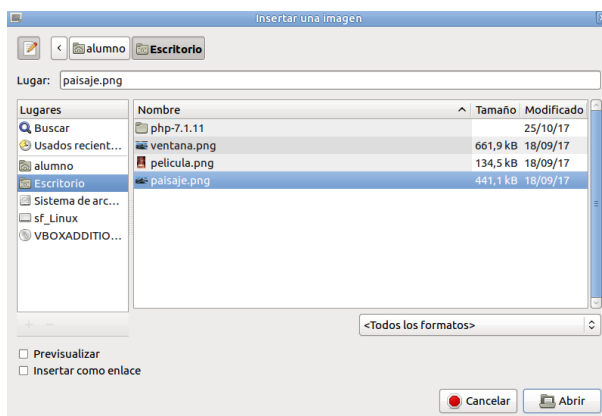 Insertar una imagen
alumno Escritorio
Lugar: paisaje.png
Lugares
Buscar
Usados recient...
alumno
Escritorio
Sistema de arc...
sf_Linux
VBOXADDITIO...
Nombre Tamaño Modificado
php-7.1.11 25/10/17
ventana.png 661,9 kB 18/09/17
pelicula.png 134,5 kB 18/09/17
paisaje.png 441,1 kB 18/09/17
<Todos los formatos>
Previsualizar
Insertar como enlace
Cancelar Abrir